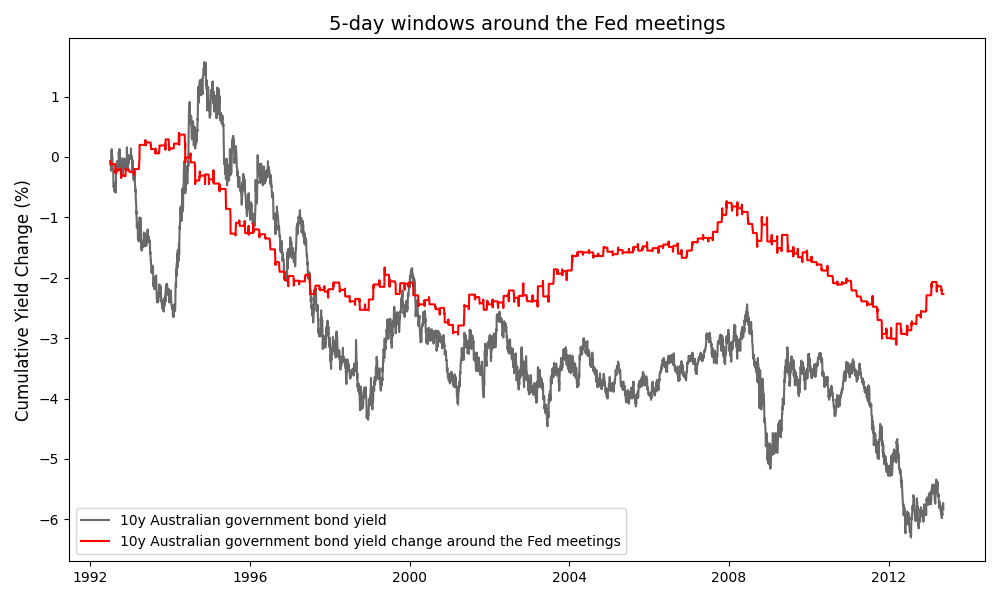 5-day windows around the Fed meetings
Cumulative Yield Change (%)
1
0
−1
−2
−3
−4
−5
−6
10y Australian government bond yield
10y Australian government bond yield change around the Fed meetings
1992 1996 2000 2004 2008 2012